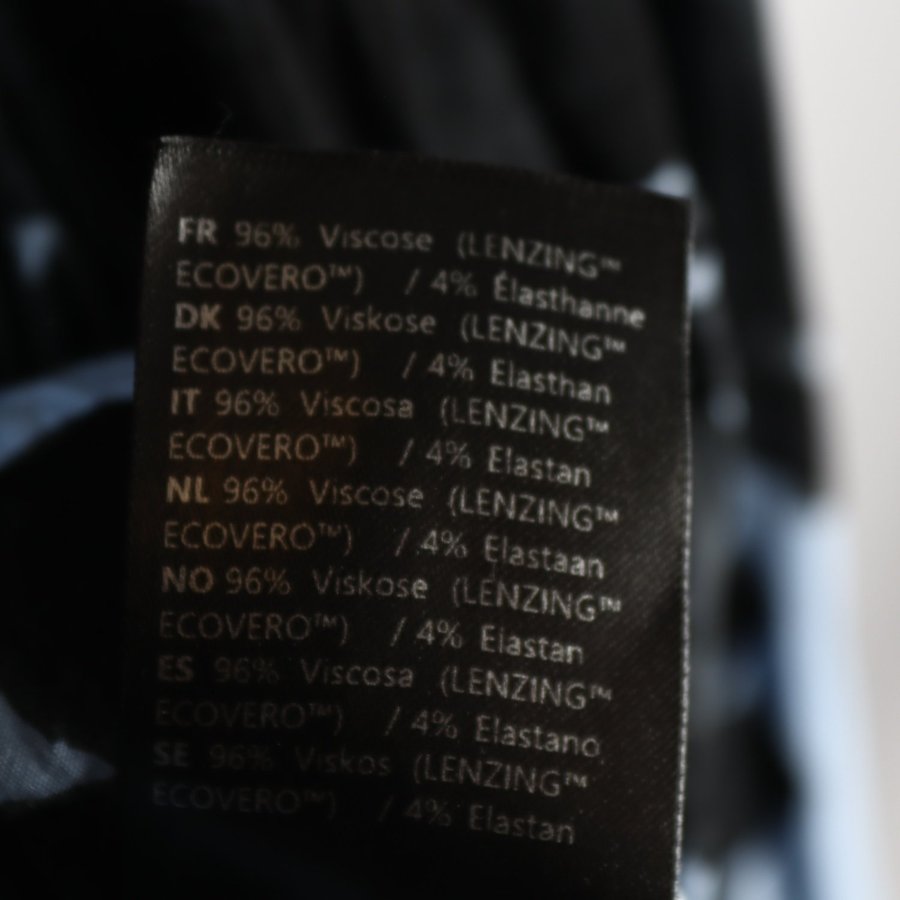 FR 96% Viscose (LENZING™
ECOVERO™) / 4% Élasthanne
DK 96% Viskose (LENZING™
ECOVERO™) / 4% Elasthan
IT 96% Viscosa (LENZING™
ECOVERO™) / 4% Elastan
NL 96% Viscose (LENZING™
ECOVERO™) / 4% Elastaan
NO 96% Viskose (LENZING™
ECOVERO™) / 4% Elastan
ES 96% Viscosa (LENZING™
ECOVERO™) / 4% Elastano
SE 96% Viskos (LENZING™
ECOVERO™) / 4% Elastan